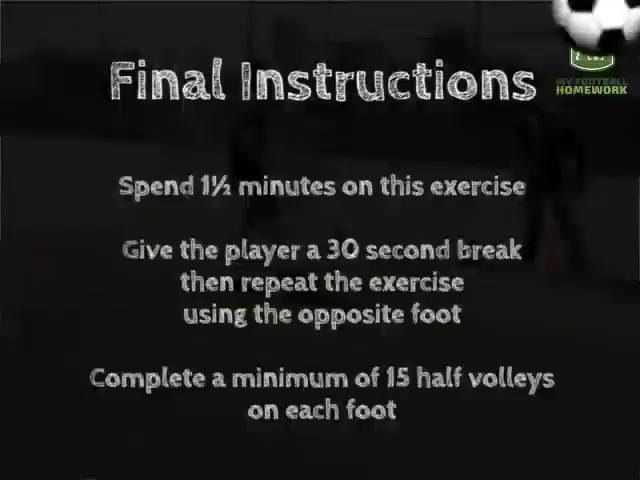 Final Instructions
MY FOOTBALL
HOMEWORK
Spend 1½ minutes on this exercise
Give the player a 30 second break
then repeat the exercise
using the opposite foot
Complete a minimum of 15 half volleys
on each foot